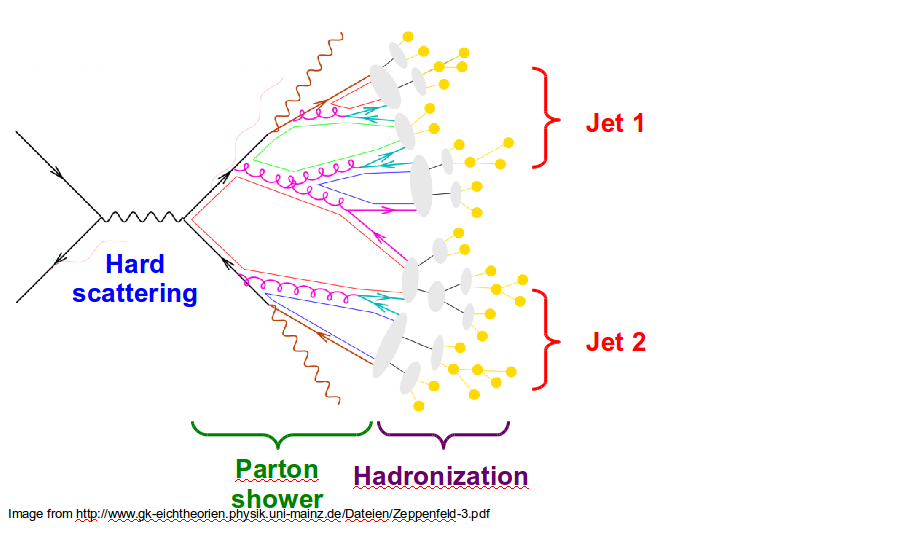 Jet 1
Hard
scattering
Jet 2
Parton
shower
Hadronization
Image from http://www.gk-eichtheorien.physik.uni-mainz.de/Dateien/Zeppenfeld-3.pdf